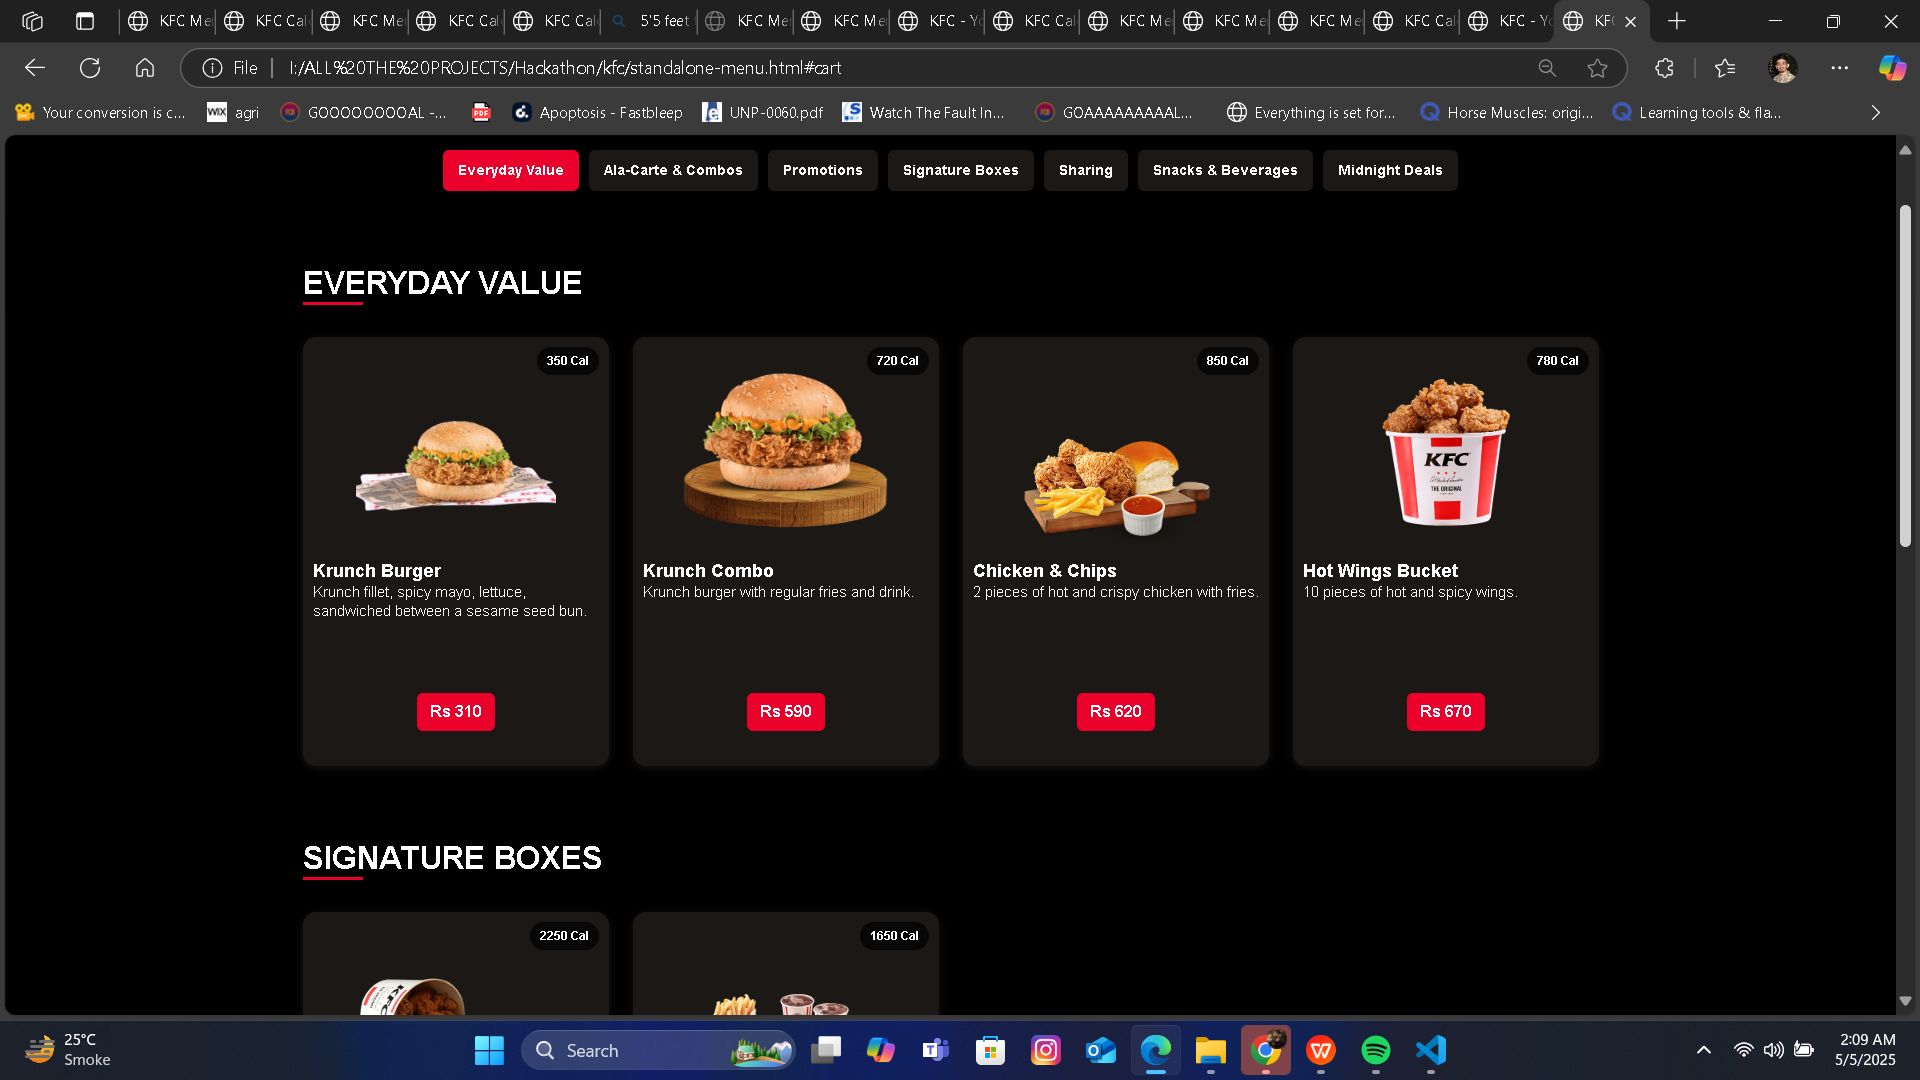 KFC Me
KFC Cal
KFC Me
KFC Cal
KFC Cal
5'5 feet
KFC Me
KFC Me
KFC - Yo
KFC Cal
KFC Me
KFC Me
KFC Me
KFC Cal
KFC - Yo
KFC
File
I:/ALL%20THE%20PROJECTS/Hackathon/kfc/standalone-menu.html#cart
Your conversion is c...
WIX agri
GOOOOOOOOAL -...
PDF
Apoptosis - Fastbleep
UNP-0060.pdf
Watch The Fault In...
GOAAAAAAAAAL...
Everything is set for...
Horse Muscles: origi...
Learning tools & fla...
Everyday Value
Ala-Carte & Combos
Promotions
Signature Boxes
Sharing
Snacks & Beverages
Midnight Deals
EVERYDAY VALUE
350 Cal
720 Cal
850 Cal
780 Cal
KFC
THE ORIGINAL
Krunch Burger
Krunch fillet, spicy mayo, lettuce,
sandwiched between a sesame seed bun.
Krunch Combo
Krunch burger with regular fries and drink.
Chicken & Chips
2 pieces of hot and crispy chicken with fries.
Hot Wings Bucket
10 pieces of hot and spicy wings.
Rs 310
Rs 590
Rs 620
Rs 670
SIGNATURE BOXES
2250 Cal
1650 Cal
25°C
Smoke
Search
2:09 AM
5/5/2025